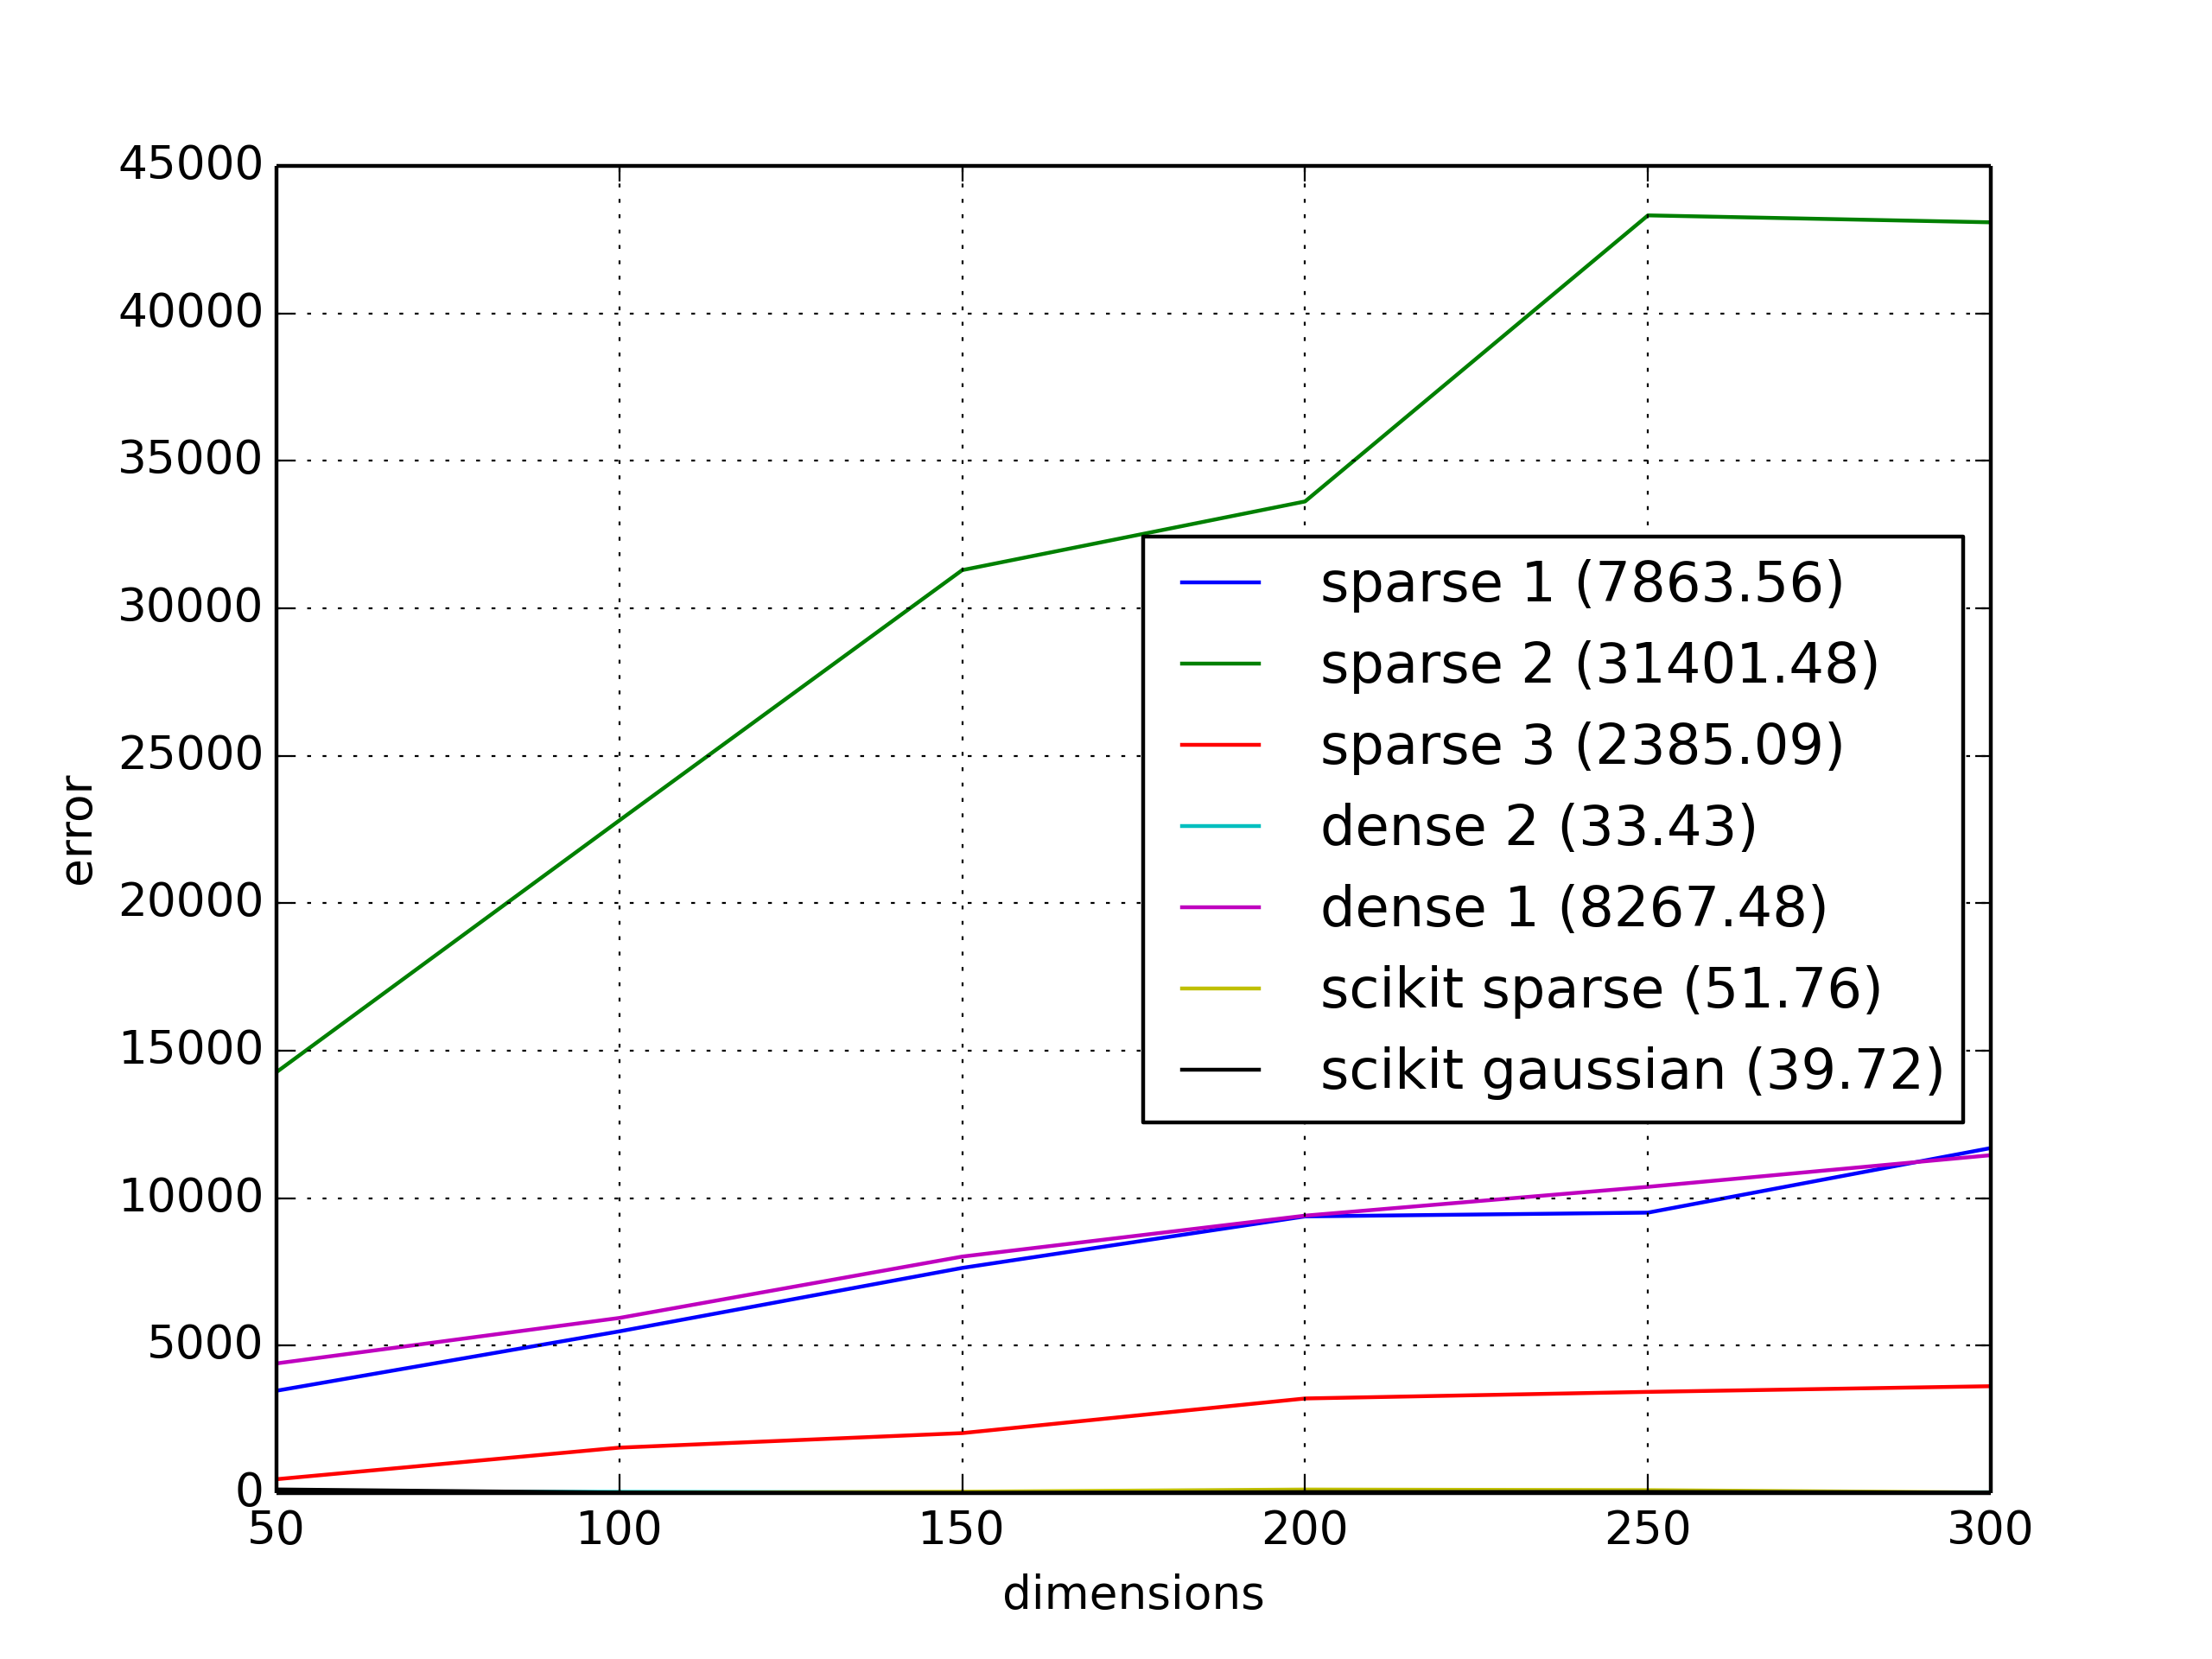 45000
40000
35000
30000
25000
20000
15000
10000
5000
0
error
sparse 1 (7863.56)
sparse 2 (31401.48)
sparse 3 (2385.09)
dense 2 (33.43)
dense 1 (8267.48)
scikit sparse (51.76)
scikit gaussian (39.72)
50 100 150 200 250 300
dimensions